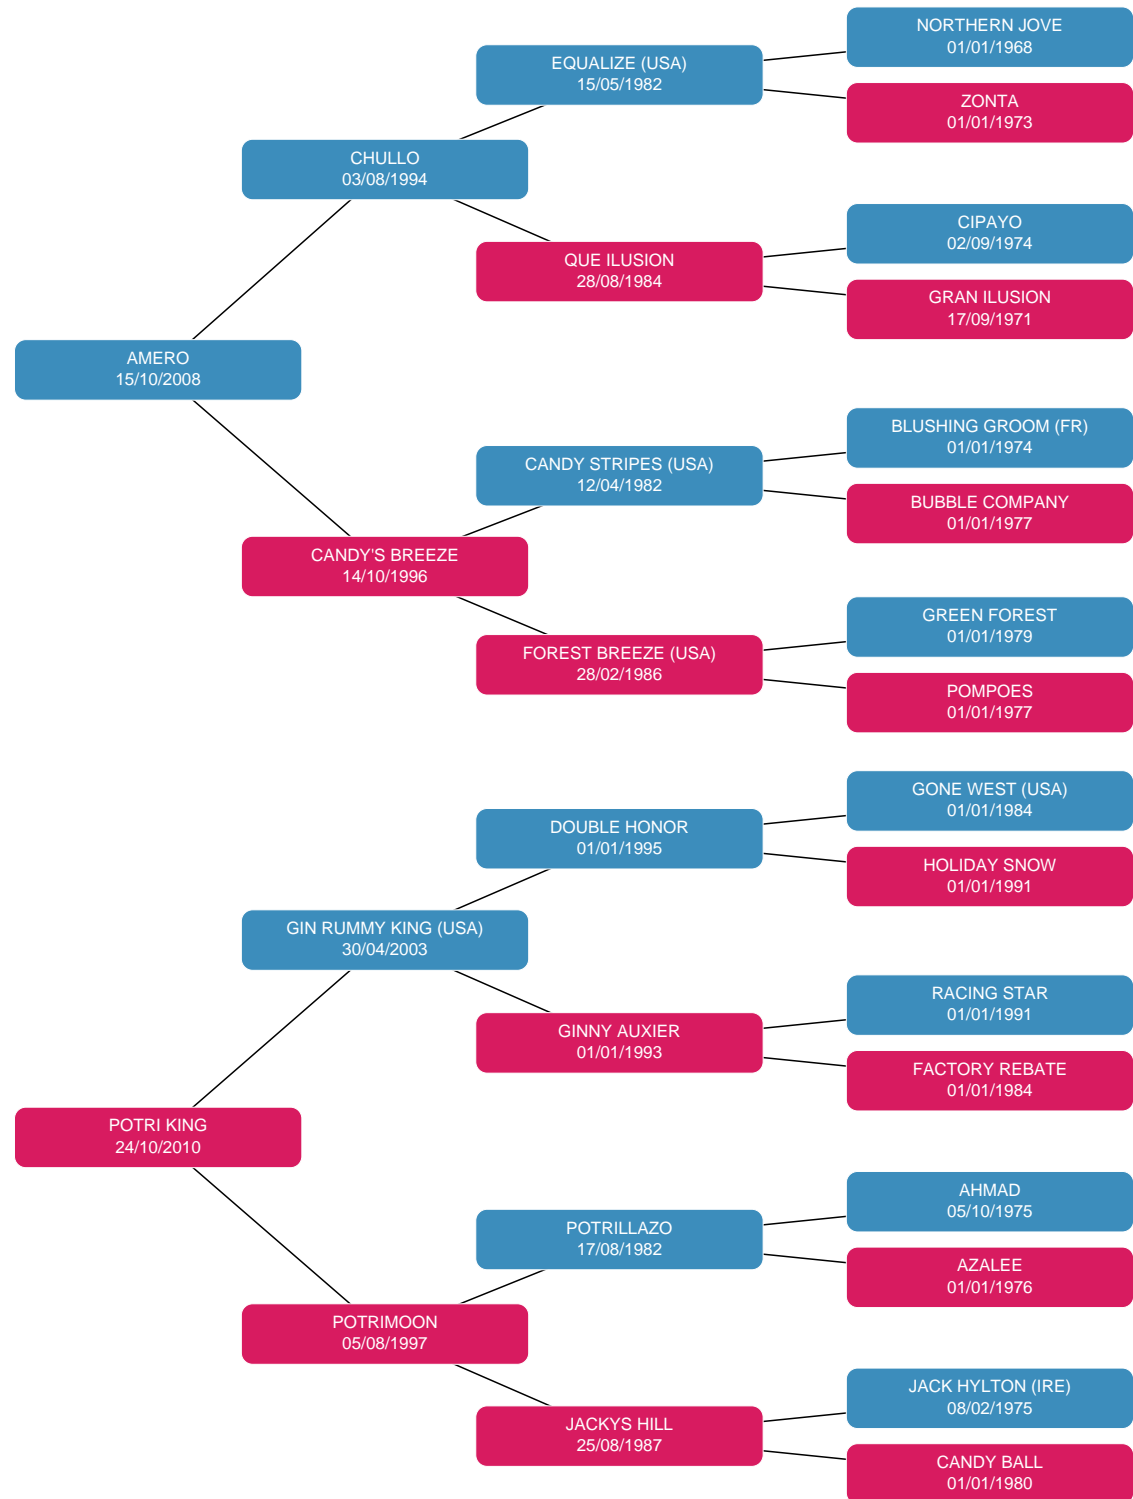 NORTHERN JOVE
01/01/1968
EQUALIZE (USA)
15/05/1982
ZONTA
01/01/1973
CHULLO
03/08/1994
CIPAYO
02/09/1974
QUE ILUSION
28/08/1984
GRAN ILUSION
17/09/1971
AMERO
15/10/2008
BLUSHING GROOM (FR)
01/01/1974
CANDY STRIPES (USA)
12/04/1982
BUBBLE COMPANY
01/01/1977
CANDY'S BREEZE
14/10/1996
GREEN FOREST
01/01/1979
FOREST BREEZE (USA)
28/02/1986
POMPOES
01/01/1977
GONE WEST (USA)
01/01/1984
DOUBLE HONOR
01/01/1995
HOLIDAY SNOW
01/01/1991
GIN RUMMY KING (USA)
30/04/2003
RACING STAR
01/01/1991
GINNY AUXIER
01/01/1993
FACTORY REBATE
01/01/1984
POTRI KING
24/10/2010
AHMAD
05/10/1975
POTRILLAZO
17/08/1982
AZALEE
01/01/1976
POTRIMOON
05/08/1997
JACK HYLTON (IRE)
08/02/1975
JACKYS HILL
25/08/1987
CANDY BALL
01/01/1980